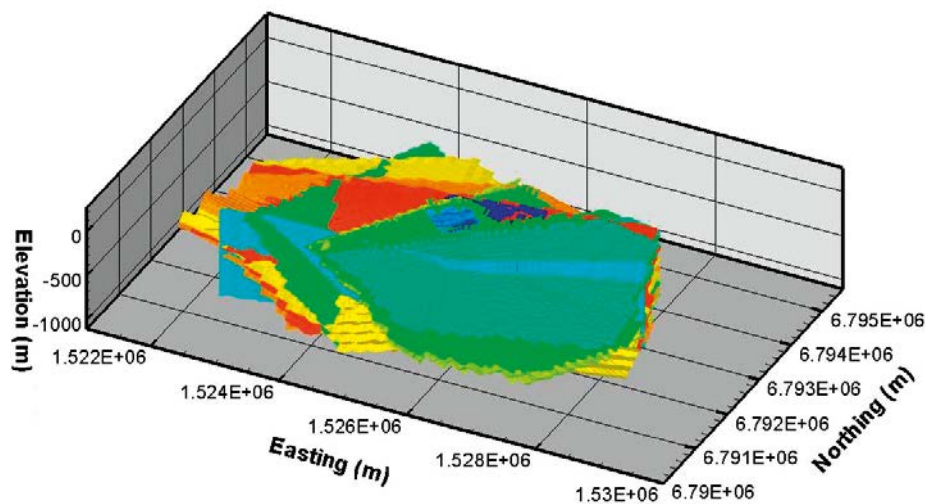 Elevation (m)
0
-500
-1000
1.522E+06
1.524E+06
1.526E+06
1.528E+06
1.53E+06
Easting (m)
6.79E+06
6.791E+06
6.792E+06
6.793E+06
6.794E+06
6.795E+06
Northing (m)